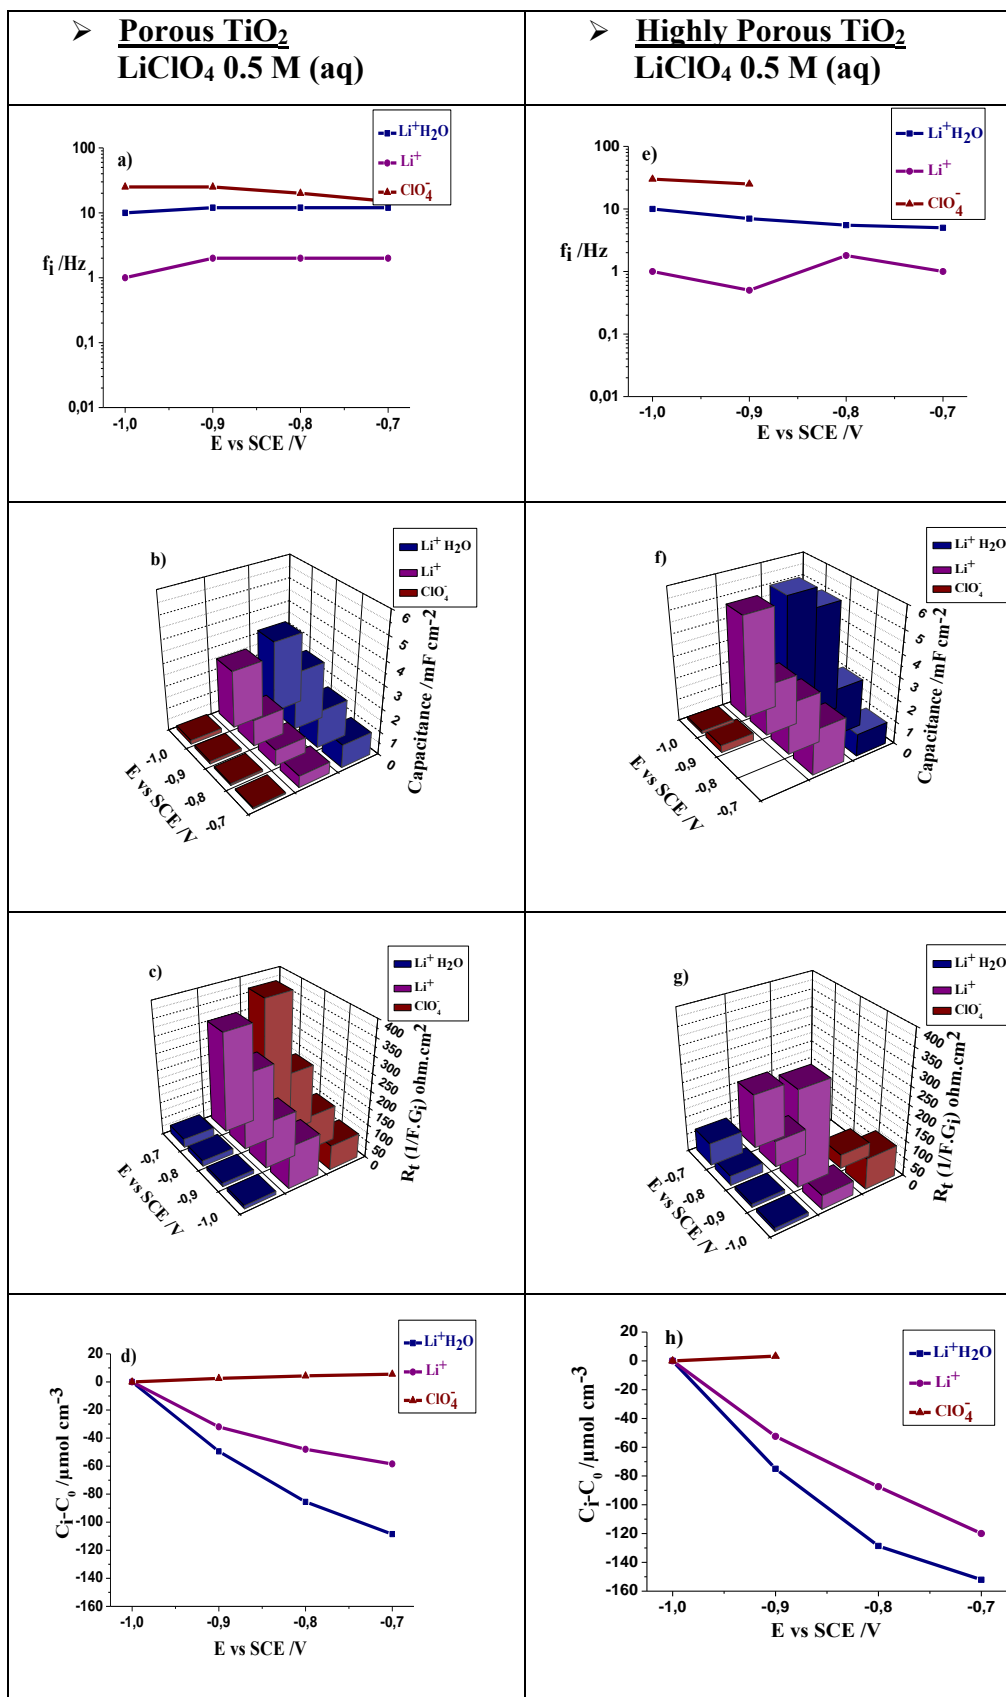 ➢ Porous TiO₂
LiClO₄ 0.5 M (aq)
➢ Highly Porous TiO₂
LiClO₄ 0.5 M (aq)
a)
Li⁺H₂O
Li⁺
ClO₄⁻
100
10
1
0,1
0,01
fᵢ /Hz
-1,0 -0,9 -0,8 -0,7
E vs SCE /V
e)
Li⁺H₂O
Li⁺
ClO₄⁻
100
10
1
0,1
0,01
fᵢ /Hz
-1,0 -0,9 -0,8 -0,7
E vs SCE /V
b)
Li⁺ H₂O
Li⁺
ClO₄⁻
6
5
4
3
2
1
0
Capacitance /mF cm⁻²
-1,0
-0,9
-0,8
-0,7
E vs SCE /V
f)
Li⁺ H₂O
Li⁺
ClO₄⁻
6
5
4
3
2
1
0
Capacitance /mF cm⁻²
-1,0
-0,9
-0,8
-0,7
E vs SCE /V
c)
Li⁺ H₂O
Li⁺
ClO₄⁻
400
350
300
250
200
150
100
50
0
Rₜ (1/F.Gᵢ) ohm.cm²
-0,7
-0,8
-0,9
-1,0
E vs SCE /V
g)
Li⁺ H₂O
Li⁺
ClO₄⁻
400
350
300
250
200
150
100
50
0
Rₜ (1/F.Gᵢ) ohm.cm²
-0,7
-0,8
-0,9
-1,0
E vs SCE /V
d)
Li⁺H₂O
Li⁺
ClO₄⁻
20
0
-20
-40
-60
-80
-100
-120
-140
-160
Cᵢ-C₀ /µmol cm⁻³
-1,0 -0,9 -0,8 -0,7
E vs SCE /V
h)
Li⁺H₂O
Li⁺
ClO₄⁻
20
0
-20
-40
-60
-80
-100
-120
-140
-160
Cᵢ-C₀ /µmol cm⁻³
-1,0 -0,9 -0,8 -0,7
E vs SCE /V